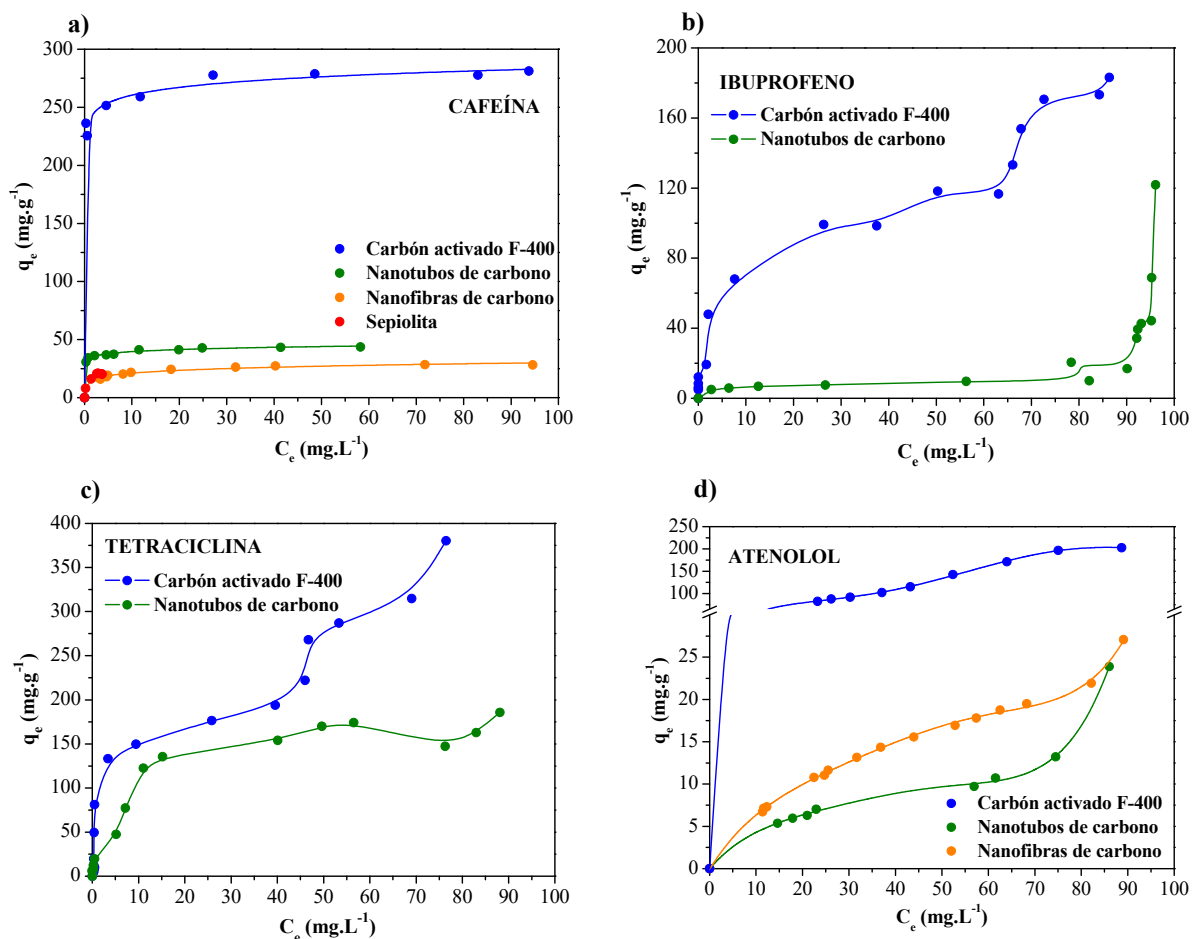 a)
300
250
200
150
100
50
0
q_e (mg.g⁻¹)
CAFEÍNA
Carbón activado F-400
Nanotubos de carbono
Nanofibras de carbono
Sepiolita
0 10 20 30 40 50 60 70 80 90 100
C_e (mg.L⁻¹)
b)
200
160
120
80
40
0
q_e (mg.g⁻¹)
IBUPROFENO
Carbón activado F-400
Nanotubos de carbono
0 10 20 30 40 50 60 70 80 90 100
C_e (mg.L⁻¹)
c)
400
350
300
250
200
150
100
50
0
q_e (mg.g⁻¹)
TETRACICLINA
Carbón activado F-400
Nanotubos de carbono
0 10 20 30 40 50 60 70 80 90 100
C_e (mg.L⁻¹)
d)
250
200
150
100
25
20
15
10
5
0
q_e (mg.g⁻¹)
ATENOLOL
Carbón activado F-400
Nanotubos de carbono
Nanofibras de carbono
0 10 20 30 40 50 60 70 80 90 100
C_e (mg.L⁻¹)